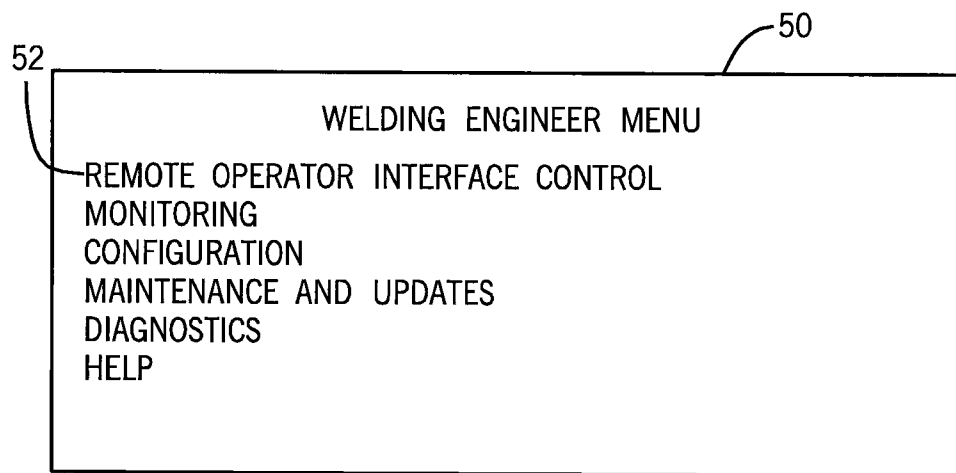 50
52
WELDING ENGINEER MENU
REMOTE OPERATOR INTERFACE CONTROL
MONITORING
CONFIGURATION
MAINTENANCE AND UPDATES
DIAGNOSTICS
HELP